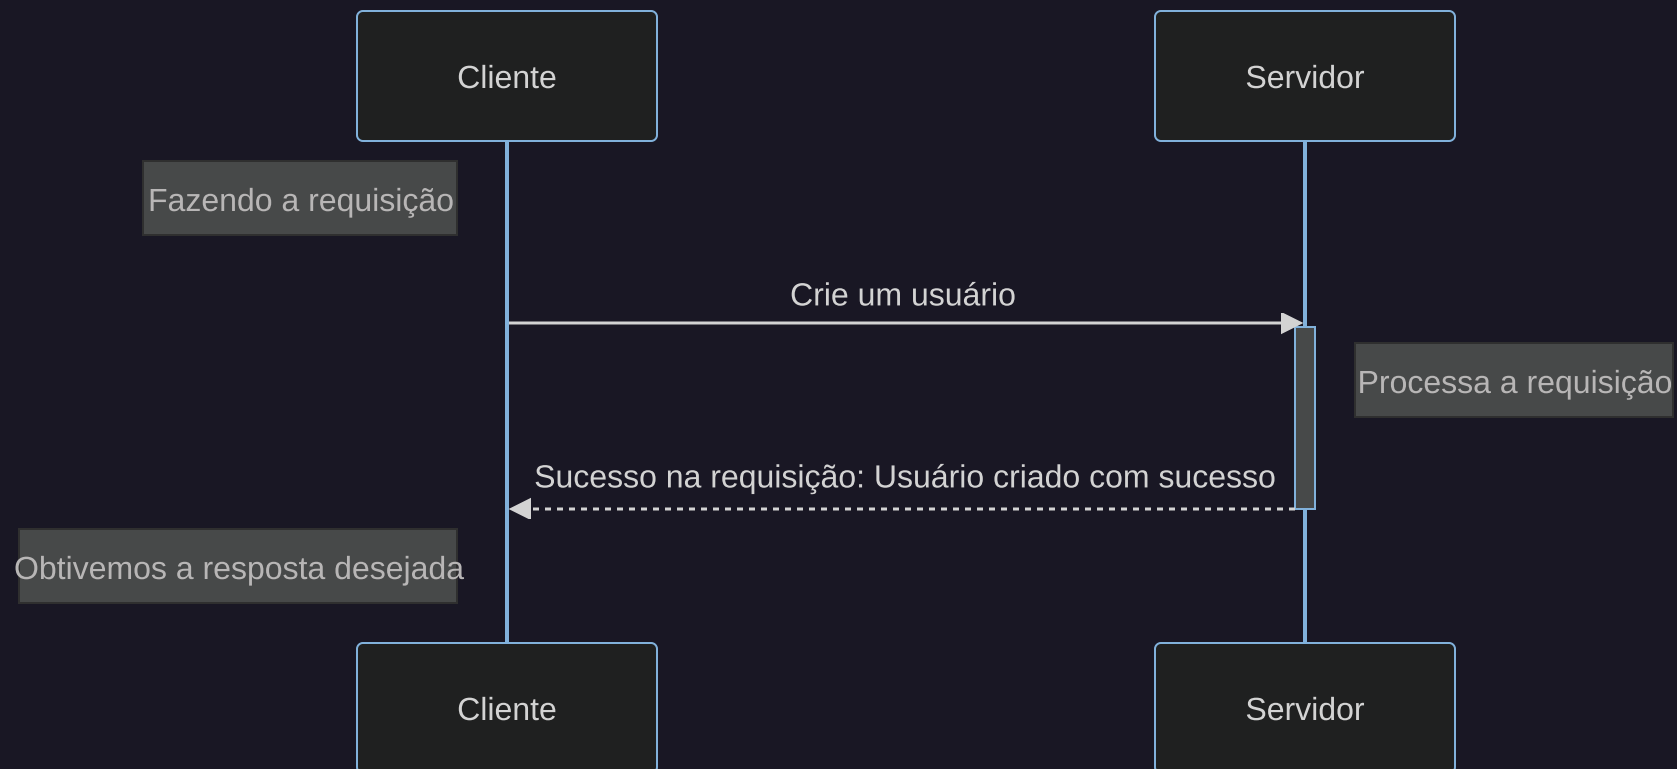 Cliente
Servidor
Fazendo a requisição
Crie um usuário
Processa a requisição
Sucesso na requisição: Usuário criado com sucesso
Obtivemos a resposta desejada
Cliente
Servidor